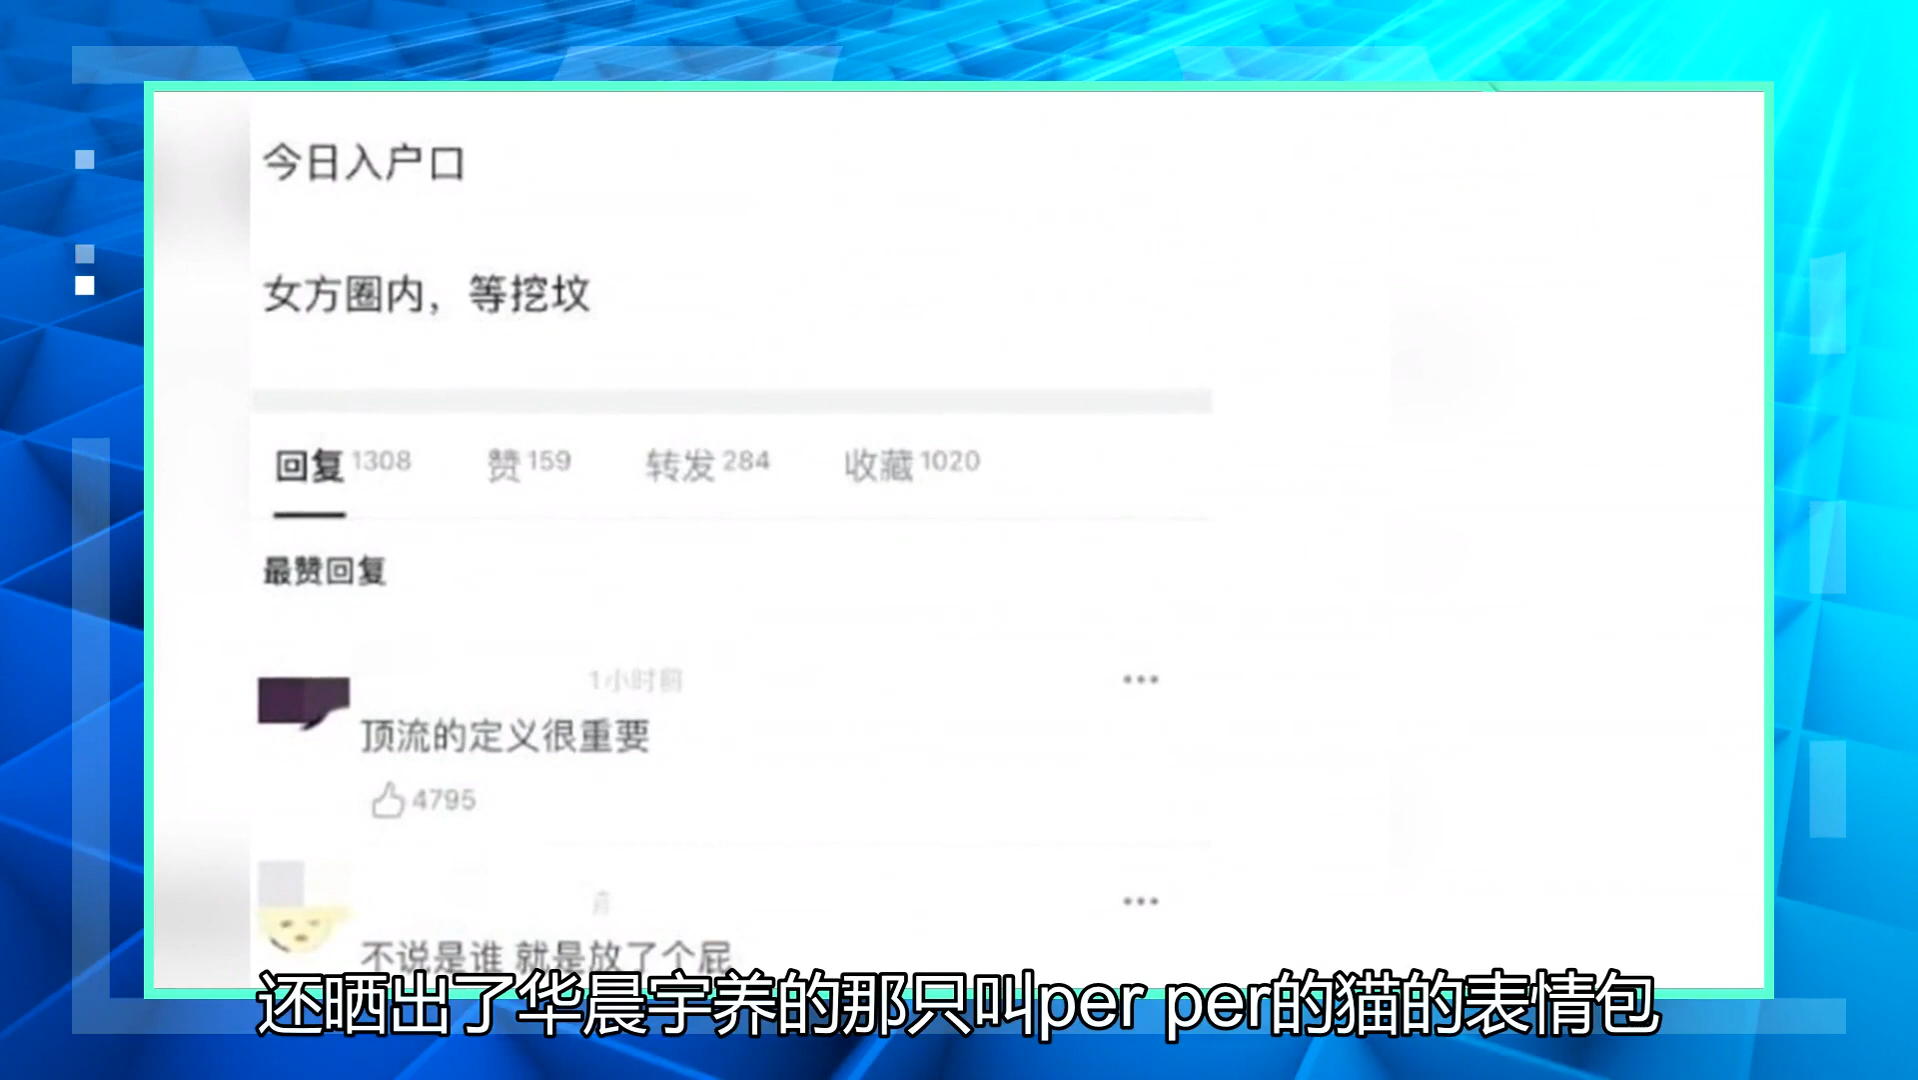 今日入户口
女方圈内，等挖坟
回复 1308 赞 159 转发 284 收藏 1020
最赞回复
1小时前
顶流的定义很重要
4795
不说是谁 就是放了个屁
还晒出了华晨宇养的那只叫per per的猫的表情包